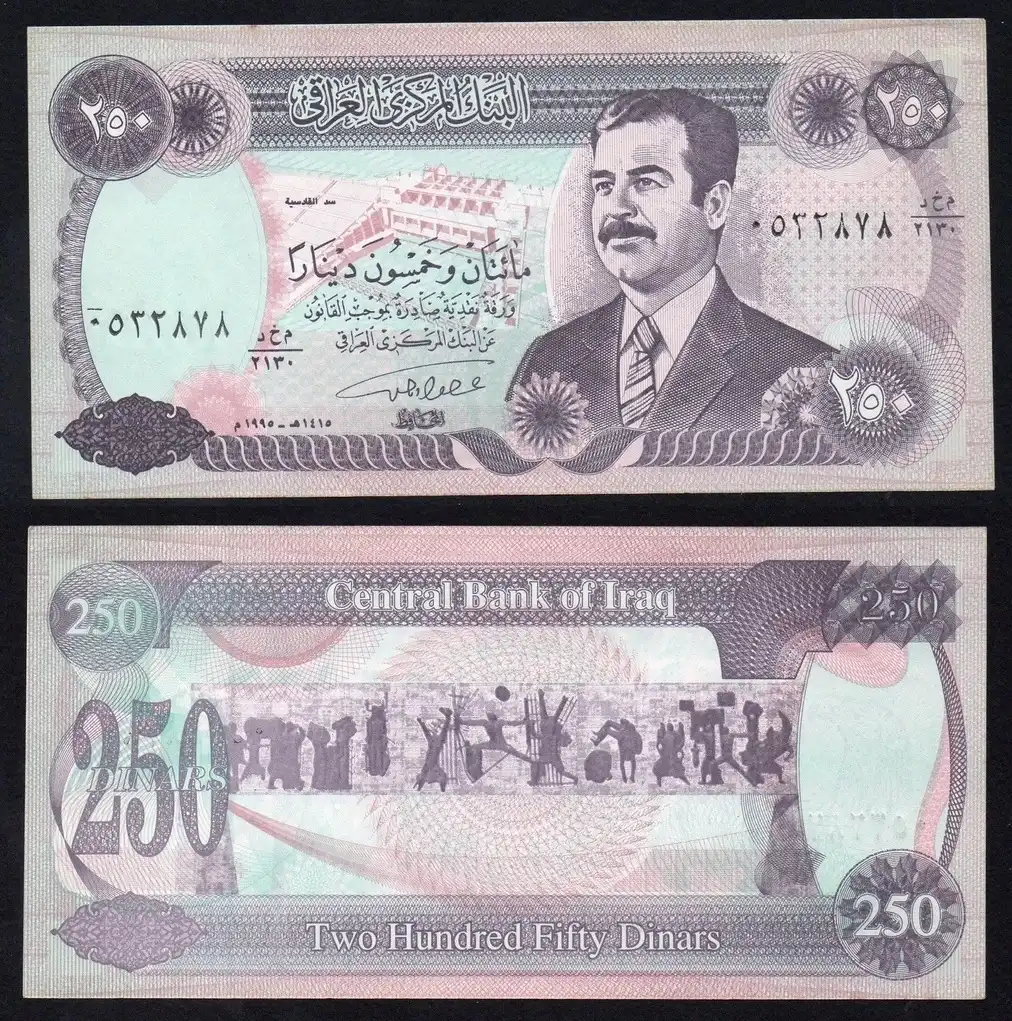 ٢٥٠
البنك المركزي العراقي
٢٥٠
سد القادسية
مائتان وخمسون دينارا
٠٥٣٢٨٧٨
م خ د
٢١٣٠
ورقة نقدية صادرة بموجب القانون
عن البنك المركزي العراقي
٠٥٣٢٨٧٨
م خ د
٢١٣٠
المحافظ
١٤١٥هـ - ١٩٩٥م
٢٥٠
250
Central Bank of Iraq
250
250
DINARS
Two Hundred Fifty Dinars
250